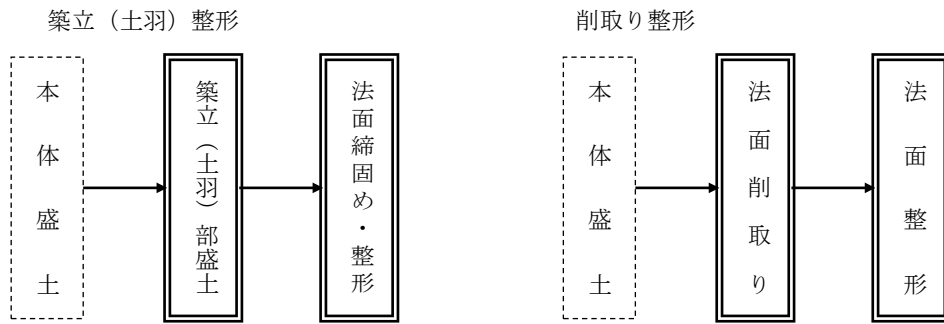 築立（土羽）整形
本体盛土
築立（土羽）部盛土
法面締固め・整形
削取り整形
本体盛土
法面削取り
法面整形